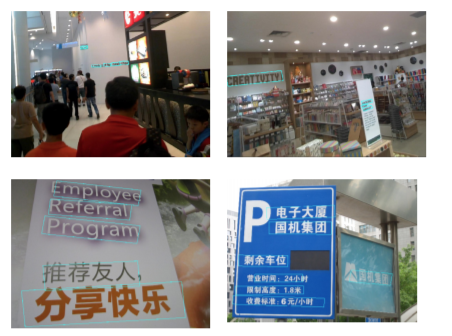 CREATIVITY
Employee
Referral
Program
推荐友人,
分享快乐
P
电子大厦
国机集团
剩余车位
营业时间: 24小时
限制高度: 1.8米
收费标准: 6元/小时